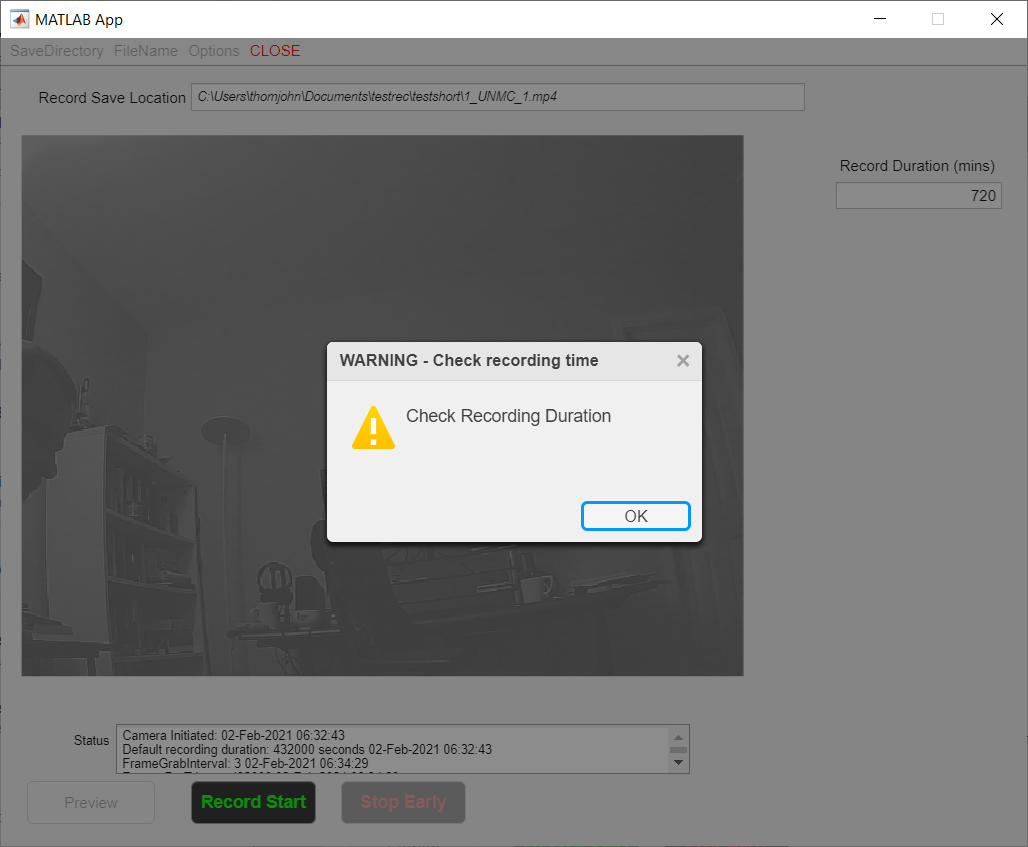 MATLAB App
SaveDirectory FileName Options CLOSE
Record Save Location C:\Users\thomjohn\Documents\testrec\testshort\1_UNMC_1.mp4
Record Duration (mins)
720
WARNING - Check recording time
Check Recording Duration
OK
Status
Camera Initiated: 02-Feb-2021 06:32:43
Default recording duration: 432000 seconds 02-Feb-2021 06:32:43
FrameGrabInterval: 3 02-Feb-2021 06:34:29
Preview Record Start Stop Early